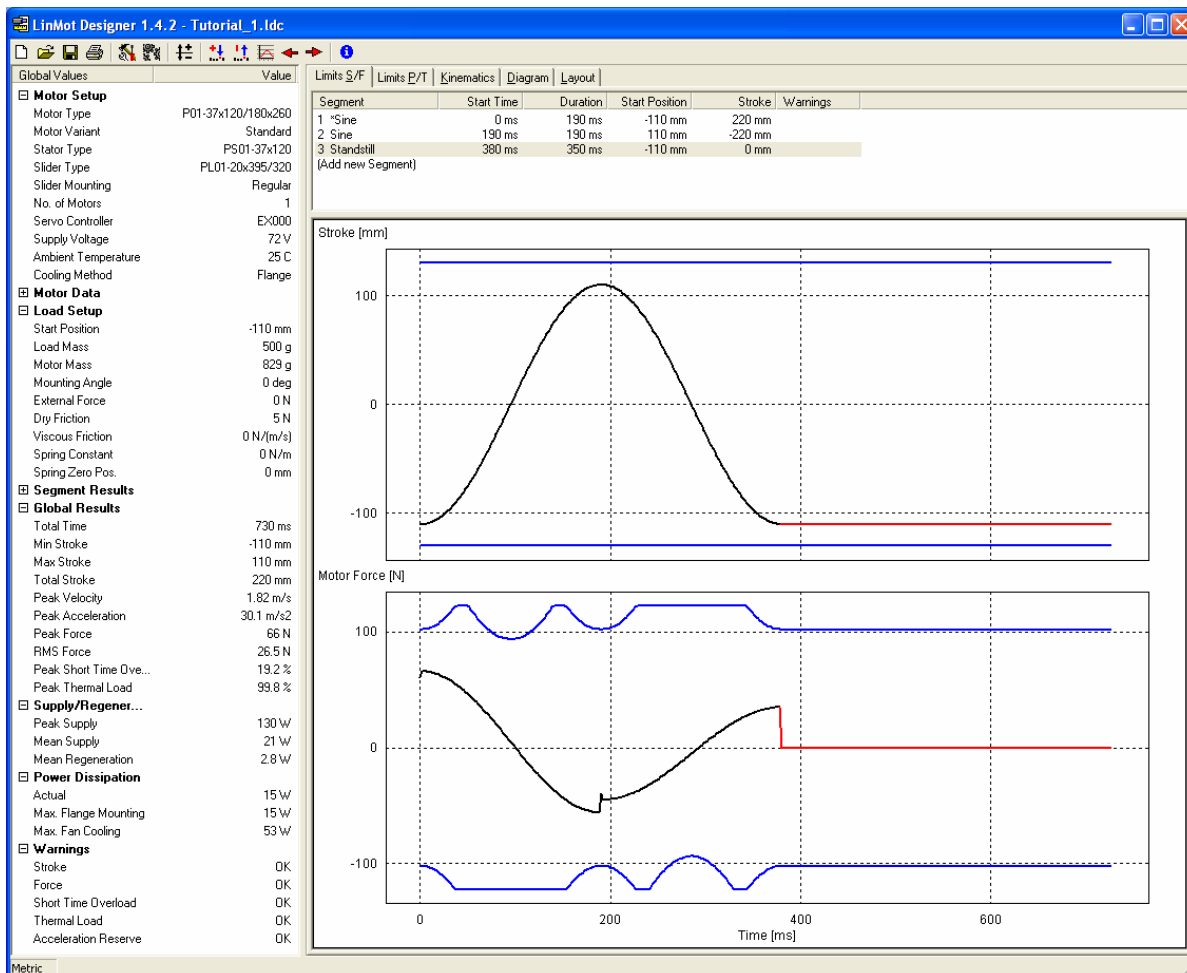 LinMot Designer 1.4.2 - Tutorial_1.ldc
Global Values Value
Motor Setup
Motor Type P01-37x120/180x260
Motor Variant Standard
Stator Type PS01-37x120
Slider Type PL01-20x395/320
Slider Mounting Regular
No. of Motors 1
Servo Controller EX000
Supply Voltage 72 V
Ambient Temperature 25 C
Cooling Method Flange
Motor Data
Load Setup
Start Position -110 mm
Load Mass 500 g
Motor Mass 829 g
Mounting Angle 0 deg
External Force 0 N
Dry Friction 5 N
Viscous Friction 0 N/(m/s)
Spring Constant 0 N/m
Spring Zero Pos. 0 mm
Segment Results
Global Results
Total Time 730 ms
Min Stroke -110 mm
Max Stroke 110 mm
Total Stroke 220 mm
Peak Velocity 1.82 m/s
Peak Acceleration 30.1 m/s2
Peak Force 66 N
RMS Force 26.5 N
Peak Short Time Ove... 19.2 %
Peak Thermal Load 99.8 %
Supply/Regener...
Peak Supply 130 W
Mean Supply 21 W
Mean Regeneration 2.8 W
Power Dissipation
Actual 15 W
Max. Flange Mounting 15 W
Max. Fan Cooling 53 W
Warnings
Stroke OK
Force OK
Short Time Overload OK
Thermal Load OK
Acceleration Reserve OK
Metric
Limits S/F Limits P/T Kinematics Diagram Layout
Segment Start Time Duration Start Position Stroke Warnings
1 *Sine 0 ms 190 ms -110 mm 220 mm
2 Sine 190 ms 190 ms 110 mm -220 mm
3 Standstill 380 ms 350 ms -110 mm 0 mm
(Add new Segment)
Stroke [mm]
100
0
-100
Motor Force [N]
100
0
-100
0 200 400 600
Time [ms]